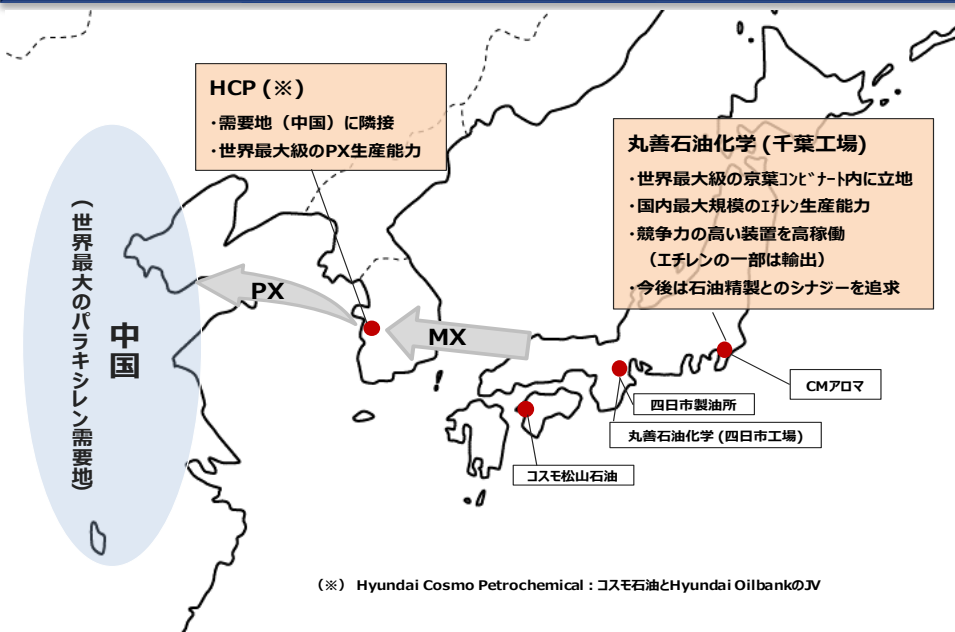 HCP (※)
・需要地（中国）に隣接
・世界最大級のPX生産能力
丸善石油化学 (千葉工場)
・世界最大級の京葉ｺﾝﾋﾞﾅｰﾄ内に立地
・国内最大規模のｴﾁﾚﾝ生産能力
・競争力の高い装置を高稼働
（エチレンの一部は輸出）
・今後は石油精製とのシナジーを追求
中国
(世界最大のパラキシレン需要地)
PX
MX
CMアロマ
四日市製油所
丸善石油化学 (四日市工場)
コスモ松山石油
（※） Hyundai Cosmo Petrochemical：コスモ石油とHyundai OilbankのJV